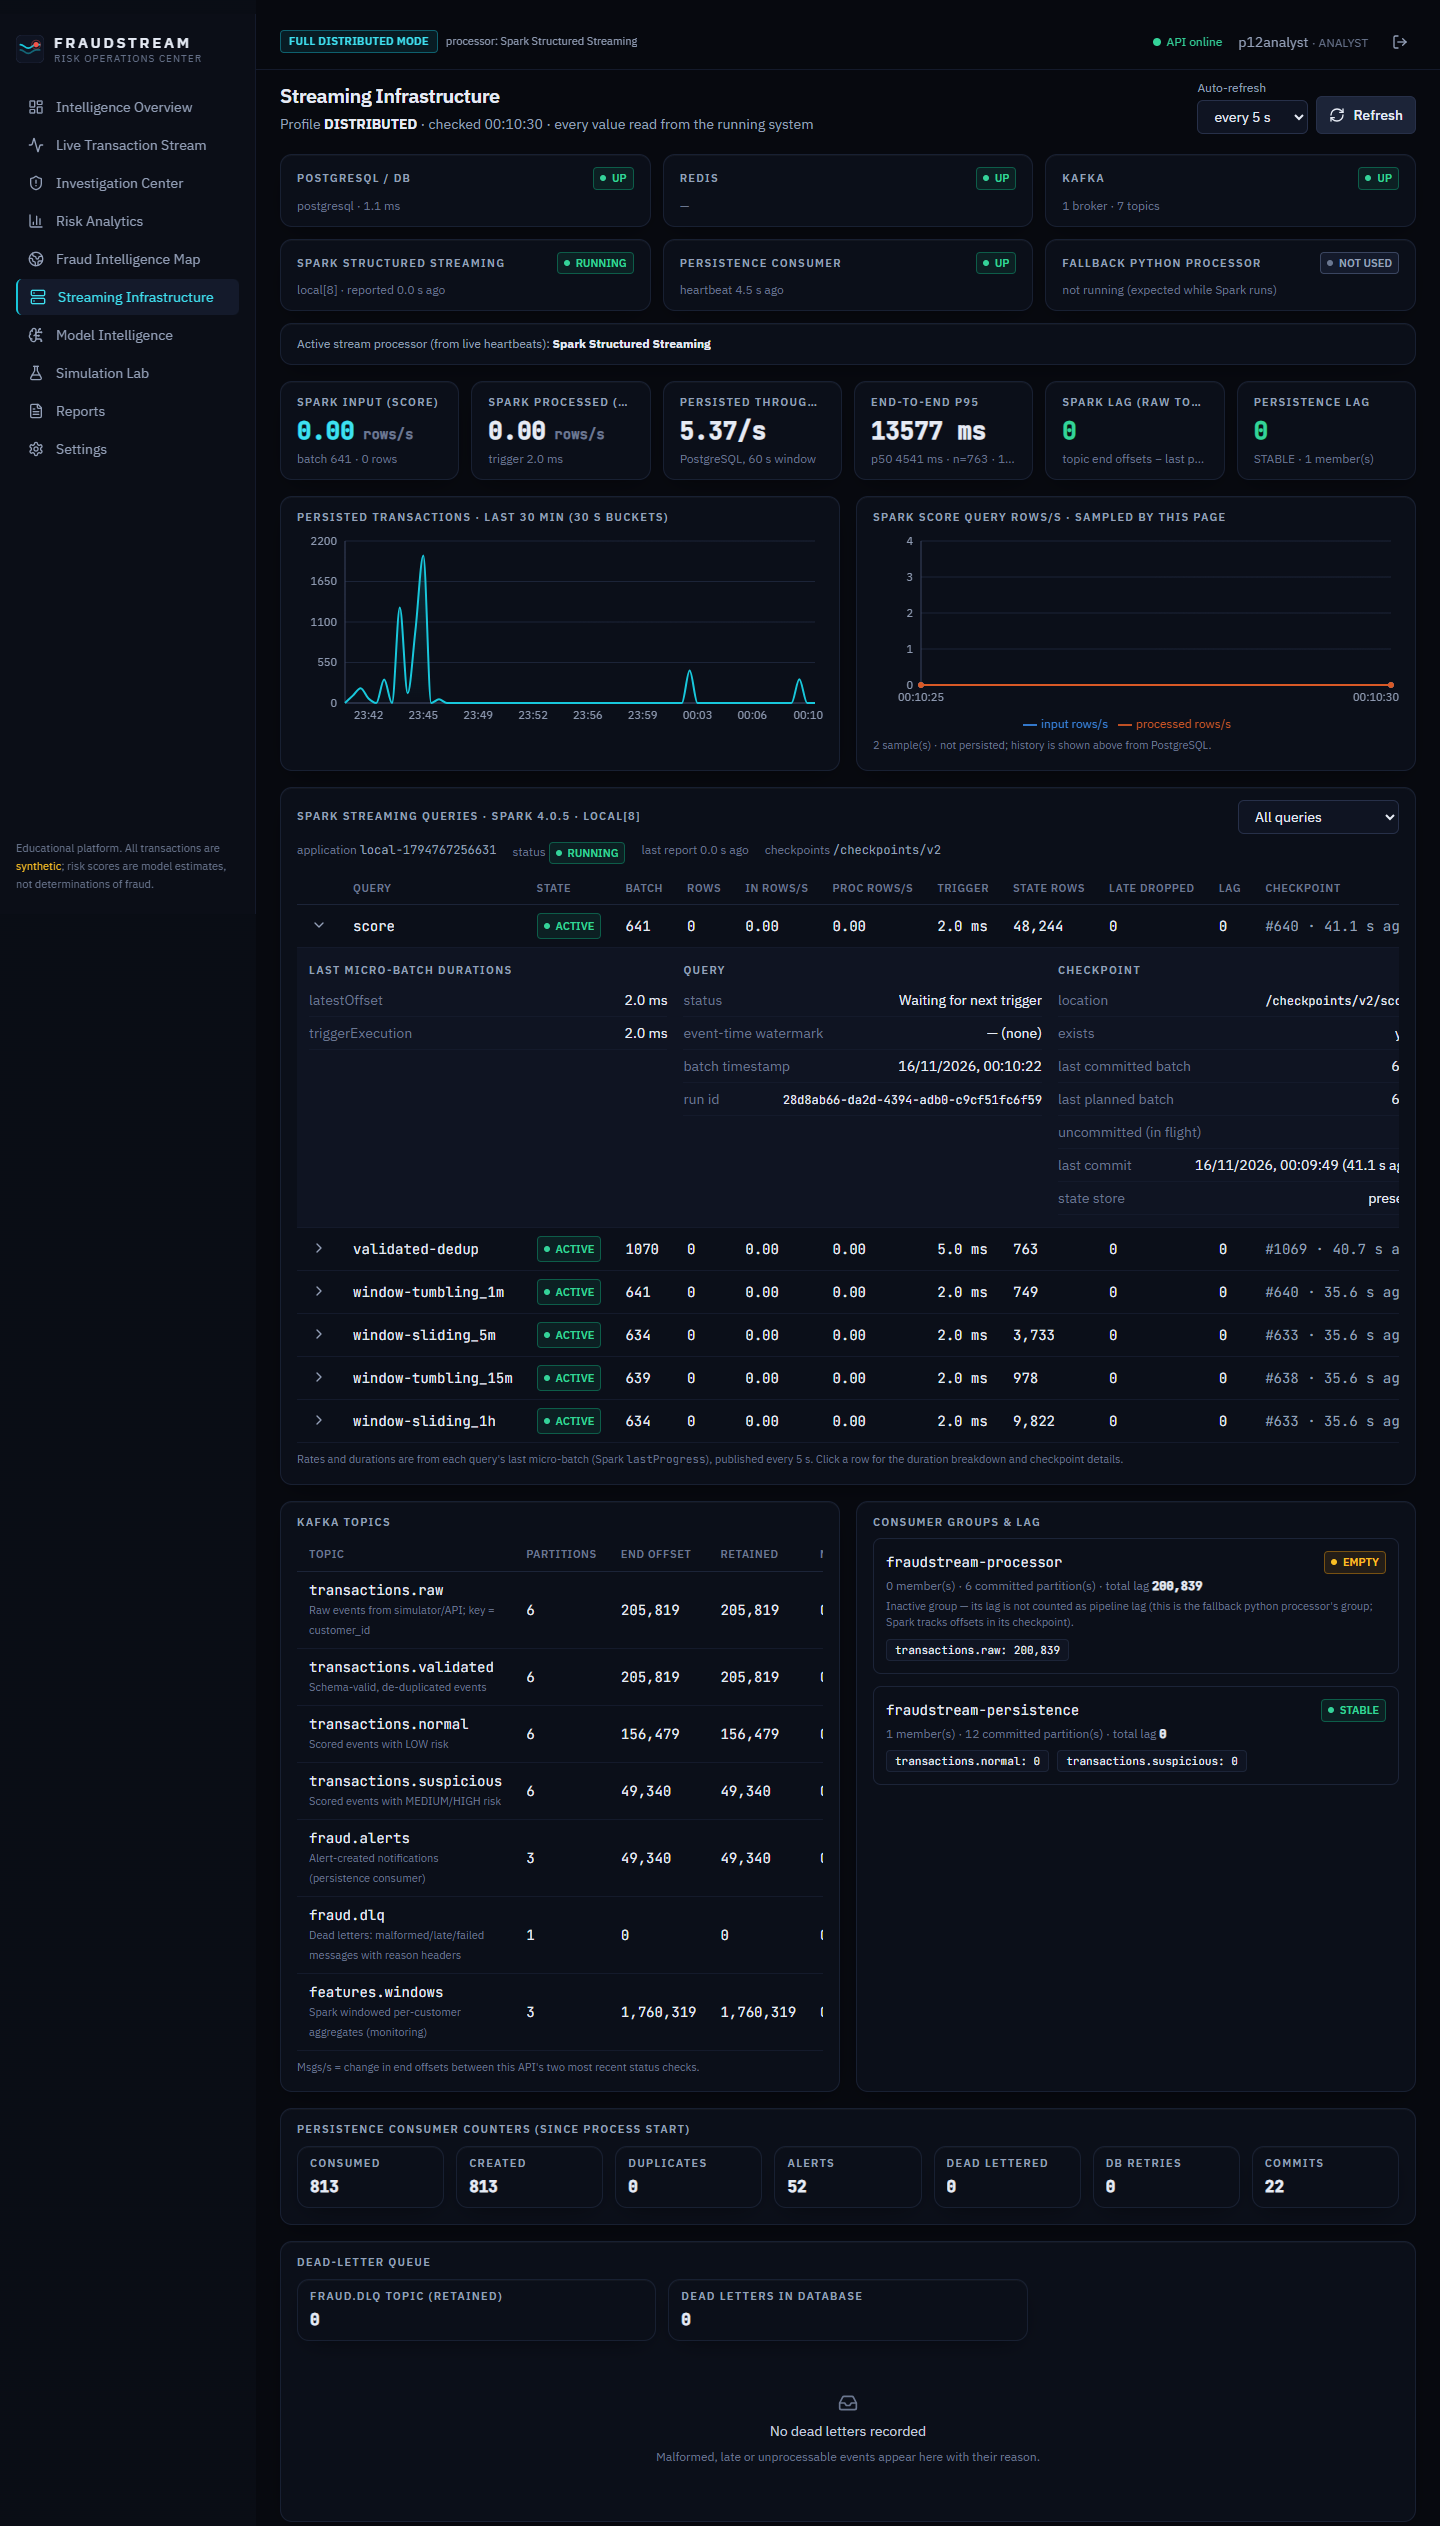 FRAUDSTREAM
RISK OPERATIONS CENTER
Intelligence Overview
Live Transaction Stream
Investigation Center
Risk Analytics
Fraud Intelligence Map
Streaming Infrastructure
Model Intelligence
Simulation Lab
Reports
Settings
Educational platform. All transactions are
synthetic; risk scores are model estimates,
not determinations of fraud.
FULL DISTRIBUTED MODE processor: Spark Structured Streaming
API online p12analyst · ANALYST
Streaming Infrastructure
Profile DISTRIBUTED · checked 00:10:30 · every value read from the running system
Auto-refresh
every 5 s Refresh
POSTGRESQL / DB UP
postgresql · 1.1 ms
REDIS UP
—
KAFKA UP
1 broker · 7 topics
SPARK STRUCTURED STREAMING RUNNING
local[8] · reported 0.0 s ago
PERSISTENCE CONSUMER UP
heartbeat 4.5 s ago
FALLBACK PYTHON PROCESSOR NOT USED
not running (expected while Spark runs)
Active stream processor (from live heartbeats): Spark Structured Streaming
SPARK INPUT (SCORE)
0.00 rows/s
batch 641 · 0 rows
SPARK PROCESSED (...
0.00 rows/s
trigger 2.0 ms
PERSISTED THROUG...
5.37/s
PostgreSQL, 60 s window
END-TO-END P95
13577 ms
p50 4541 ms · n=763 · 1...
SPARK LAG (RAW TO...
0
topic end offsets − last p...
PERSISTENCE LAG
0
STABLE · 1 member(s)
PERSISTED TRANSACTIONS · LAST 30 MIN (30 S BUCKETS)
2200
1650
1100
550
0
23:42 23:45 23:49 23:52 23:56 23:59 00:03 00:06 00:10
SPARK SCORE QUERY ROWS/S · SAMPLED BY THIS PAGE
4
3
2
1
0
00:10:25 00:10:30
input rows/s processed rows/s
2 sample(s) · not persisted; history is shown above from PostgreSQL.
SPARK STREAMING QUERIES · SPARK 4.0.5 · LOCAL[8]
All queries
application local-1794767256631 status RUNNING last report 0.0 s ago checkpoints /checkpoints/v2
QUERY STATE BATCH ROWS IN ROWS/S PROC ROWS/S TRIGGER STATE ROWS LATE DROPPED LAG CHECKPOINT
score ACTIVE 641 0 0.00 0.00 2.0 ms 48,244 0 0 #640 · 41.1 s ag
LAST MICRO-BATCH DURATIONS
latestOffset 2.0 ms
triggerExecution 2.0 ms
QUERY
status Waiting for next trigger
event-time watermark — (none)
batch timestamp 16/11/2026, 00:10:22
run id 28d8ab66-da2d-4394-adb0-c9cf51fc6f59
CHECKPOINT
location /checkpoints/v2/sco
exists y
last committed batch 6
last planned batch 6
uncommitted (in flight)
last commit 16/11/2026, 00:09:49 (41.1 s ag
state store prese
validated-dedup ACTIVE 1070 0 0.00 0.00 5.0 ms 763 0 0 #1069 · 40.7 s a
window-tumbling_1m ACTIVE 641 0 0.00 0.00 2.0 ms 749 0 0 #640 · 35.6 s ag
window-sliding_5m ACTIVE 634 0 0.00 0.00 2.0 ms 3,733 0 0 #633 · 35.6 s ag
window-tumbling_15m ACTIVE 639 0 0.00 0.00 2.0 ms 978 0 0 #638 · 35.6 s ag
window-sliding_1h ACTIVE 634 0 0.00 0.00 2.0 ms 9,822 0 0 #633 · 35.6 s ag
Rates and durations are from each query's last micro-batch (Spark lastProgress), published every 5 s. Click a row for the duration breakdown and checkpoint details.
KAFKA TOPICS
TOPIC PARTITIONS END OFFSET RETAINED
transactions.raw
Raw events from simulator/API; key =
customer_id
6 205,819 205,819
transactions.validated
Schema-valid, de-duplicated events
6 205,819 205,819
transactions.normal
Scored events with LOW risk
6 156,479 156,479
transactions.suspicious
Scored events with MEDIUM/HIGH risk
6 49,340 49,340
fraud.alerts
Alert-created notifications
(persistence consumer)
3 49,340 49,340
fraud.dlq
Dead letters: malformed/late/failed
messages with reason headers
1 0 0
features.windows
Spark windowed per-customer
aggregates (monitoring)
3 1,760,319 1,760,319
Msgs/s = change in end offsets between this API's two most recent status checks.
CONSUMER GROUPS & LAG
fraudstream-processor EMPTY
0 member(s) · 6 committed partition(s) · total lag 200,839
Inactive group — its lag is not counted as pipeline lag (this is the fallback python processor's group;
Spark tracks offsets in its checkpoint).
transactions.raw: 200,839
fraudstream-persistence STABLE
1 member(s) · 12 committed partition(s) · total lag 0
transactions.normal: 0 transactions.suspicious: 0
PERSISTENCE CONSUMER COUNTERS (SINCE PROCESS START)
CONSUMED
813
CREATED
813
DUPLICATES
0
ALERTS
52
DEAD LETTERED
0
DB RETRIES
0
COMMITS
22
DEAD-LETTER QUEUE
FRAUD.DLQ TOPIC (RETAINED)
0
DEAD LETTERS IN DATABASE
0
No dead letters recorded
Malformed, late or unprocessable events appear here with their reason.